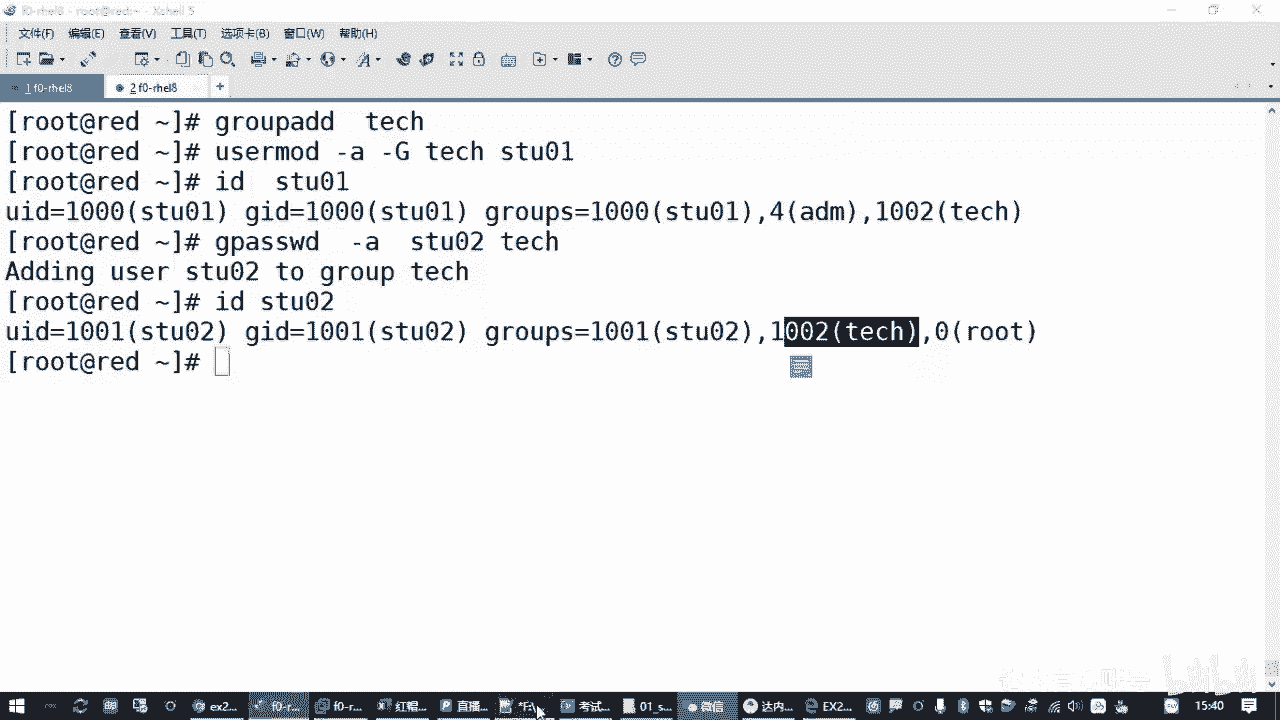 f0-rhel8 - root@red:~ - Xshell 5
文件(F) 编辑(E) 查看(V) 工具(T) 选项卡(B) 窗口(W) 帮助(H)
1 f0-rhel8
2 f0-rhel8
[root@red ~]# groupadd  tech
[root@red ~]# usermod -a -G tech stu01
[root@red ~]# id  stu01
uid=1000(stu01) gid=1000(stu01) groups=1000(stu01),4(adm),1002(tech)
[root@red ~]# gpasswd  -a  stu02 tech
Adding user stu02 to group tech
[root@red ~]# id stu02
uid=1001(stu02) gid=1001(stu02) groups=1001(stu02),1002(tech),0(root)
[root@red ~]#
bilibili
ex2... f0-r... f0-r... 红帽... 直播... 考试... 01_s... 微信 达内... EX2... 15:40